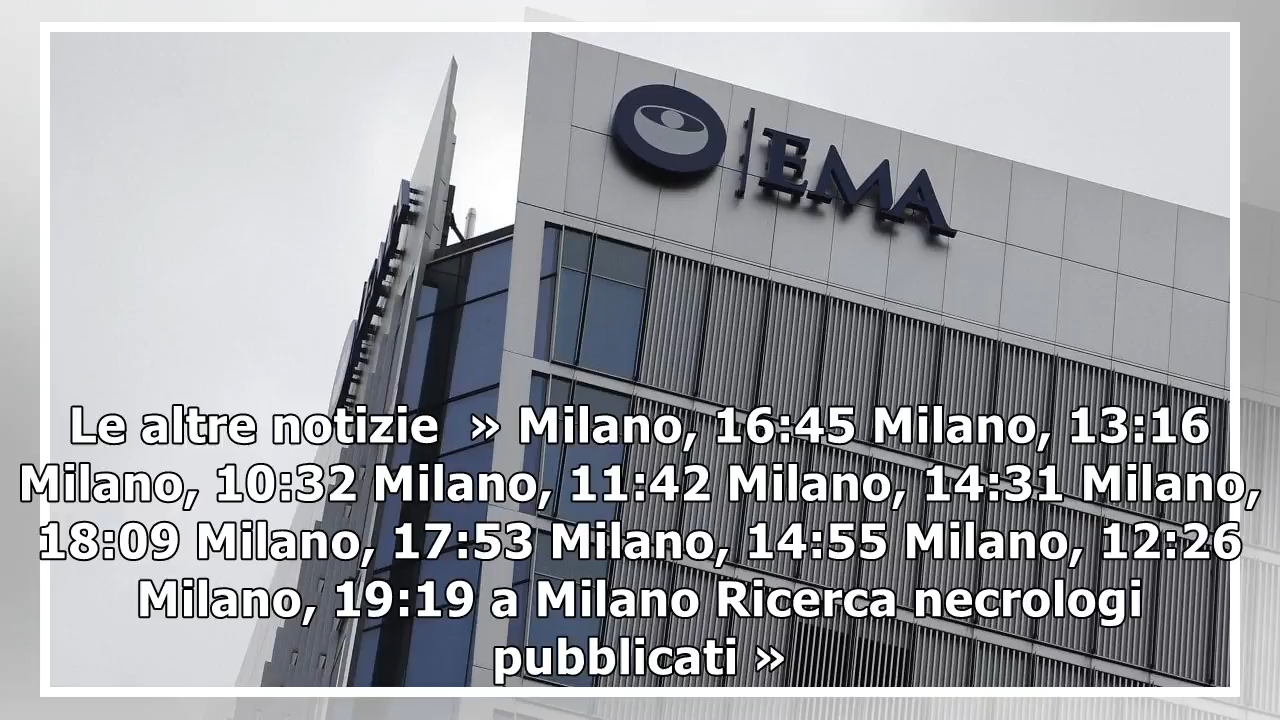 EMA
Le altre notizie » Milano, 16:45 Milano, 13:16
Milano, 10:32 Milano, 11:42 Milano, 14:31 Milano,
18:09 Milano, 17:53 Milano, 14:55 Milano, 12:26
Milano, 19:19 a Milano Ricerca necrologi
pubblicati »